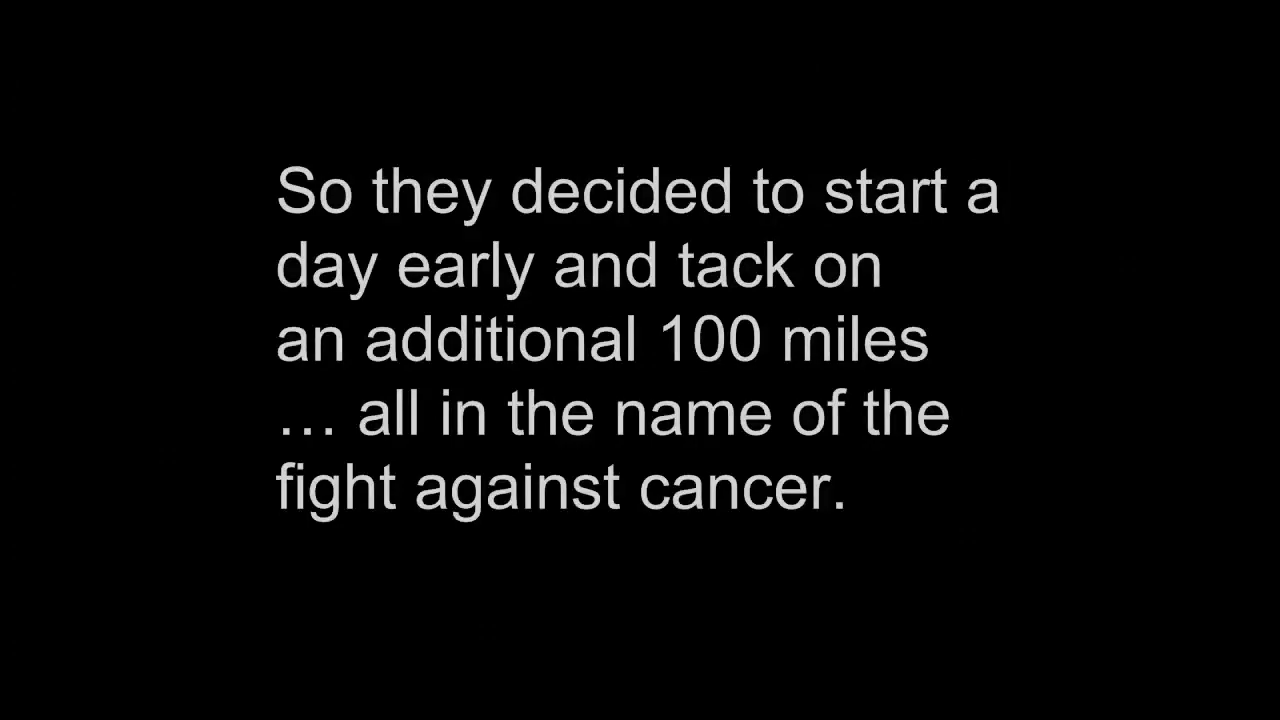 So they decided to start a
day early and tack on
an additional 100 miles
… all in the name of the
fight against cancer.